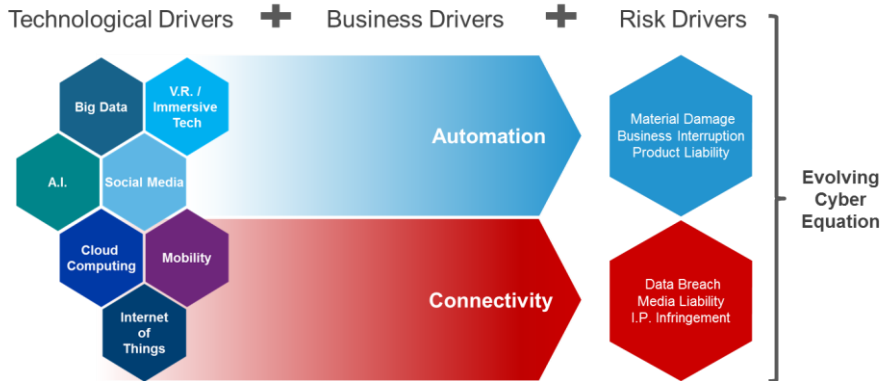 Technological Drivers + Business Drivers + Risk Drivers
Big Data
V.R. /
Immersive
Tech
A.I.
Social Media
Cloud
Computing
Mobility
Internet
of
Things
Automation
Connectivity
Material Damage
Business Interruption
Product Liability
Data Breach
Media Liability
I.P. Infringement
Evolving
Cyber
Equation